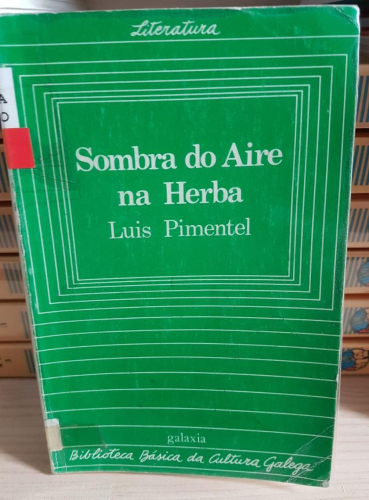 Literatura
A
O
Sombra do Aire
na Herba
Luis Pimentel
galaxia
Biblioteca Básica da Cultura Galega